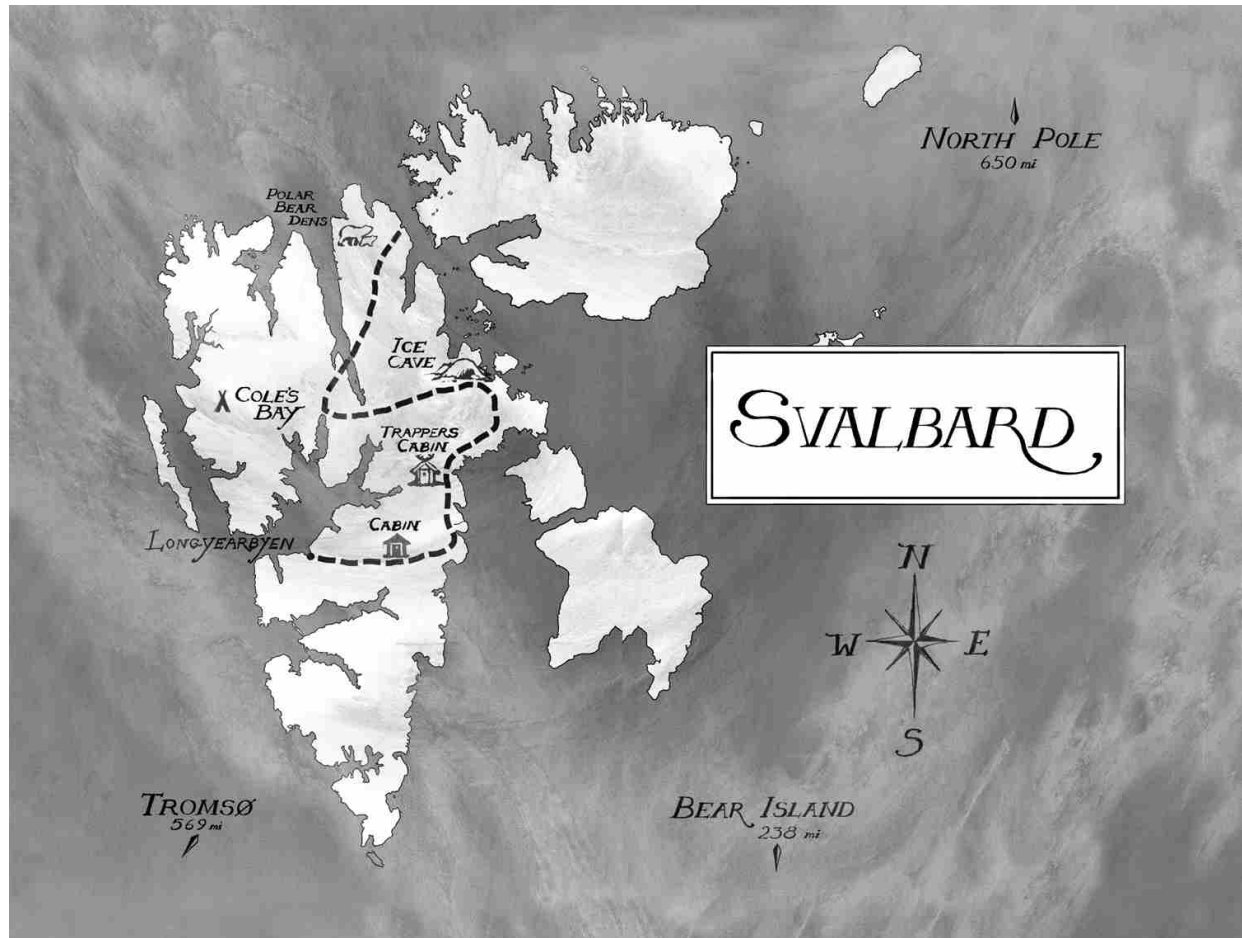 NORTH POLE
650 mi
POLAR
BEAR
DENS
ICE
CAVE
COLE'S
BAY
TRAPPERS
CABIN
SVALBARD
CABIN
LONGYEARBYEN
N
W
E
S
TROMSØ
569 mi
BEAR ISLAND
238 mi